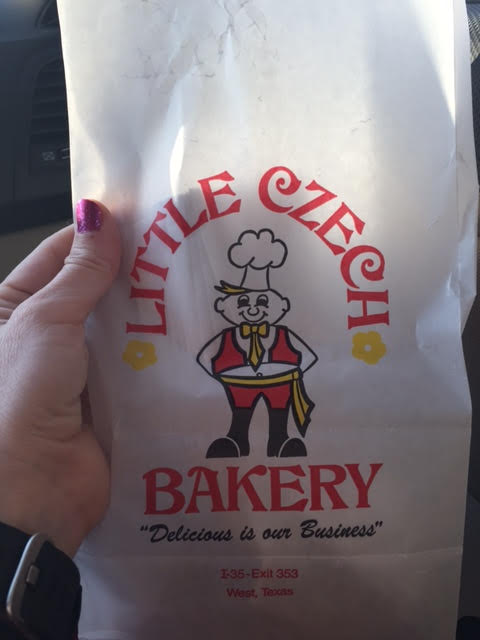 LITTLE CZECH
BAKERY
"Delicious is our Business"
I-35-Exit 353
West, Texas